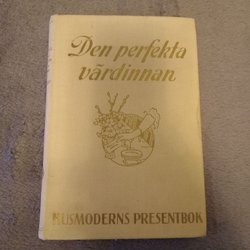 Den perfekta
värdinnan
HUSMODERNS PRESENTBOK